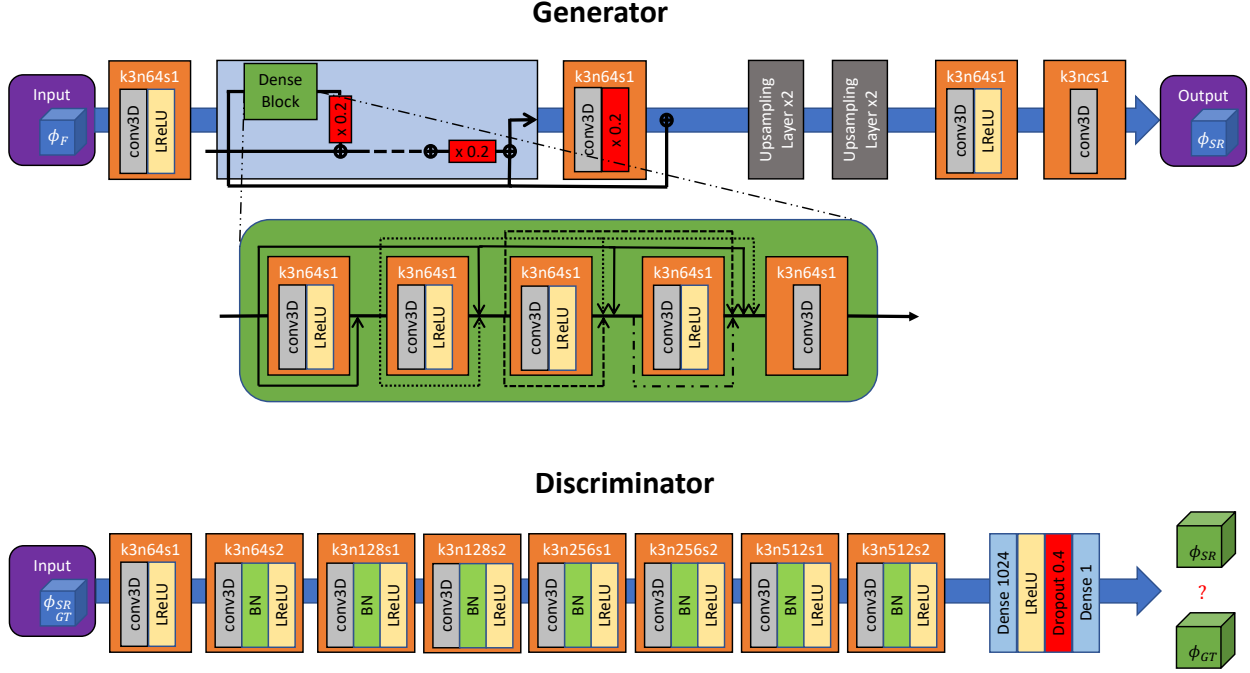 Generator
Input
ϕF
k3n64s1
conv3D
LReLU
Dense
Block
x 0.2
x 0.2
k3n64s1
conv3D
x 0.2
Upsampling
Layer x2
Upsampling
Layer x2
k3n64s1
conv3D
LReLU
k3ncs1
conv3D
Output
ϕSR
k3n64s1
conv3D
LReLU
k3n64s1
conv3D
LReLU
k3n64s1
conv3D
LReLU
k3n64s1
conv3D
LReLU
k3n64s1
conv3D
Discriminator
Input
ϕSR
GT
k3n64s1
conv3D
LReLU
k3n64s2
conv3D
BN
LReLU
k3n128s1
conv3D
BN
LReLU
k3n128s2
conv3D
BN
LReLU
k3n256s1
conv3D
BN
LReLU
k3n256s2
conv3D
BN
LReLU
k3n512s1
conv3D
BN
LReLU
k3n512s2
conv3D
BN
LReLU
Dense 1024
LReLU
Dropout 0.4
Dense 1
ϕSR
?
ϕGT